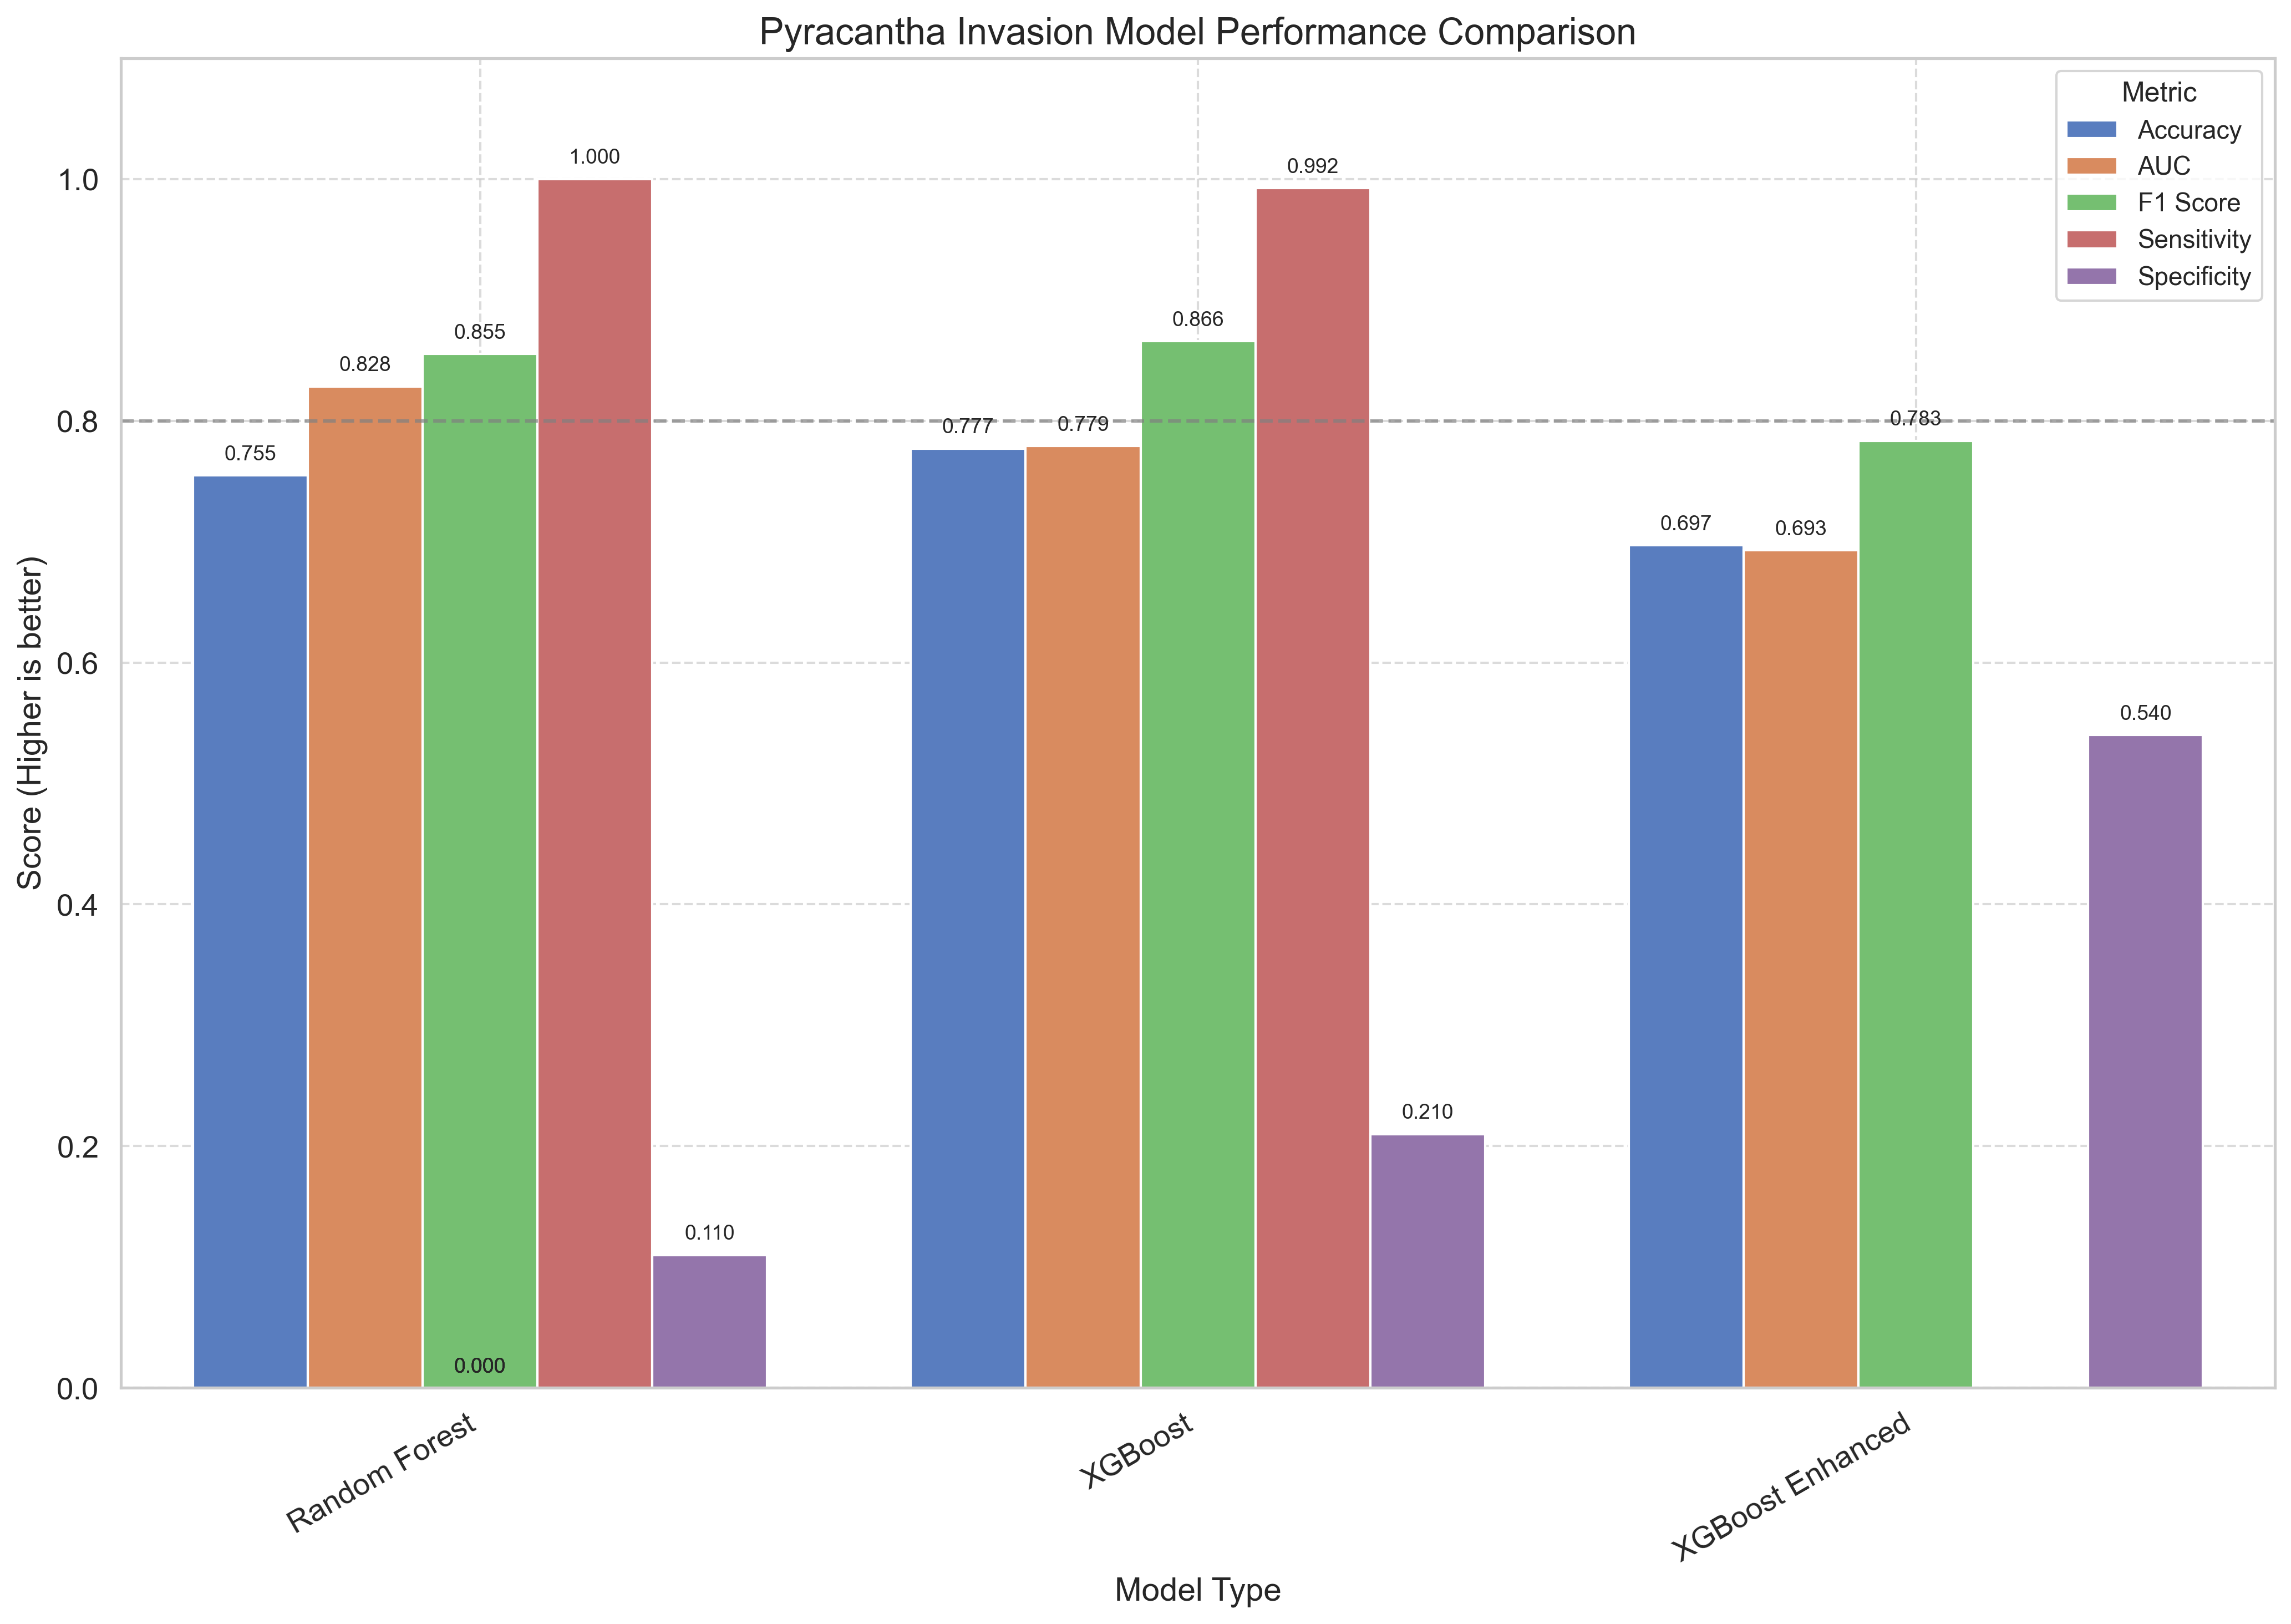 Pyracantha Invasion Model Performance Comparison
Metric
Accuracy
AUC
F1 Score
Sensitivity
Specificity
Score (Higher is better)
1.0
0.8
0.6
0.4
0.2
0.0
0.755
0.828
0.855
1.000
0.110
0.000
0.777
0.779
0.866
0.992
0.210
0.697
0.693
0.783
0.540
Random Forest
XGBoost
XGBoost Enhanced
Model Type